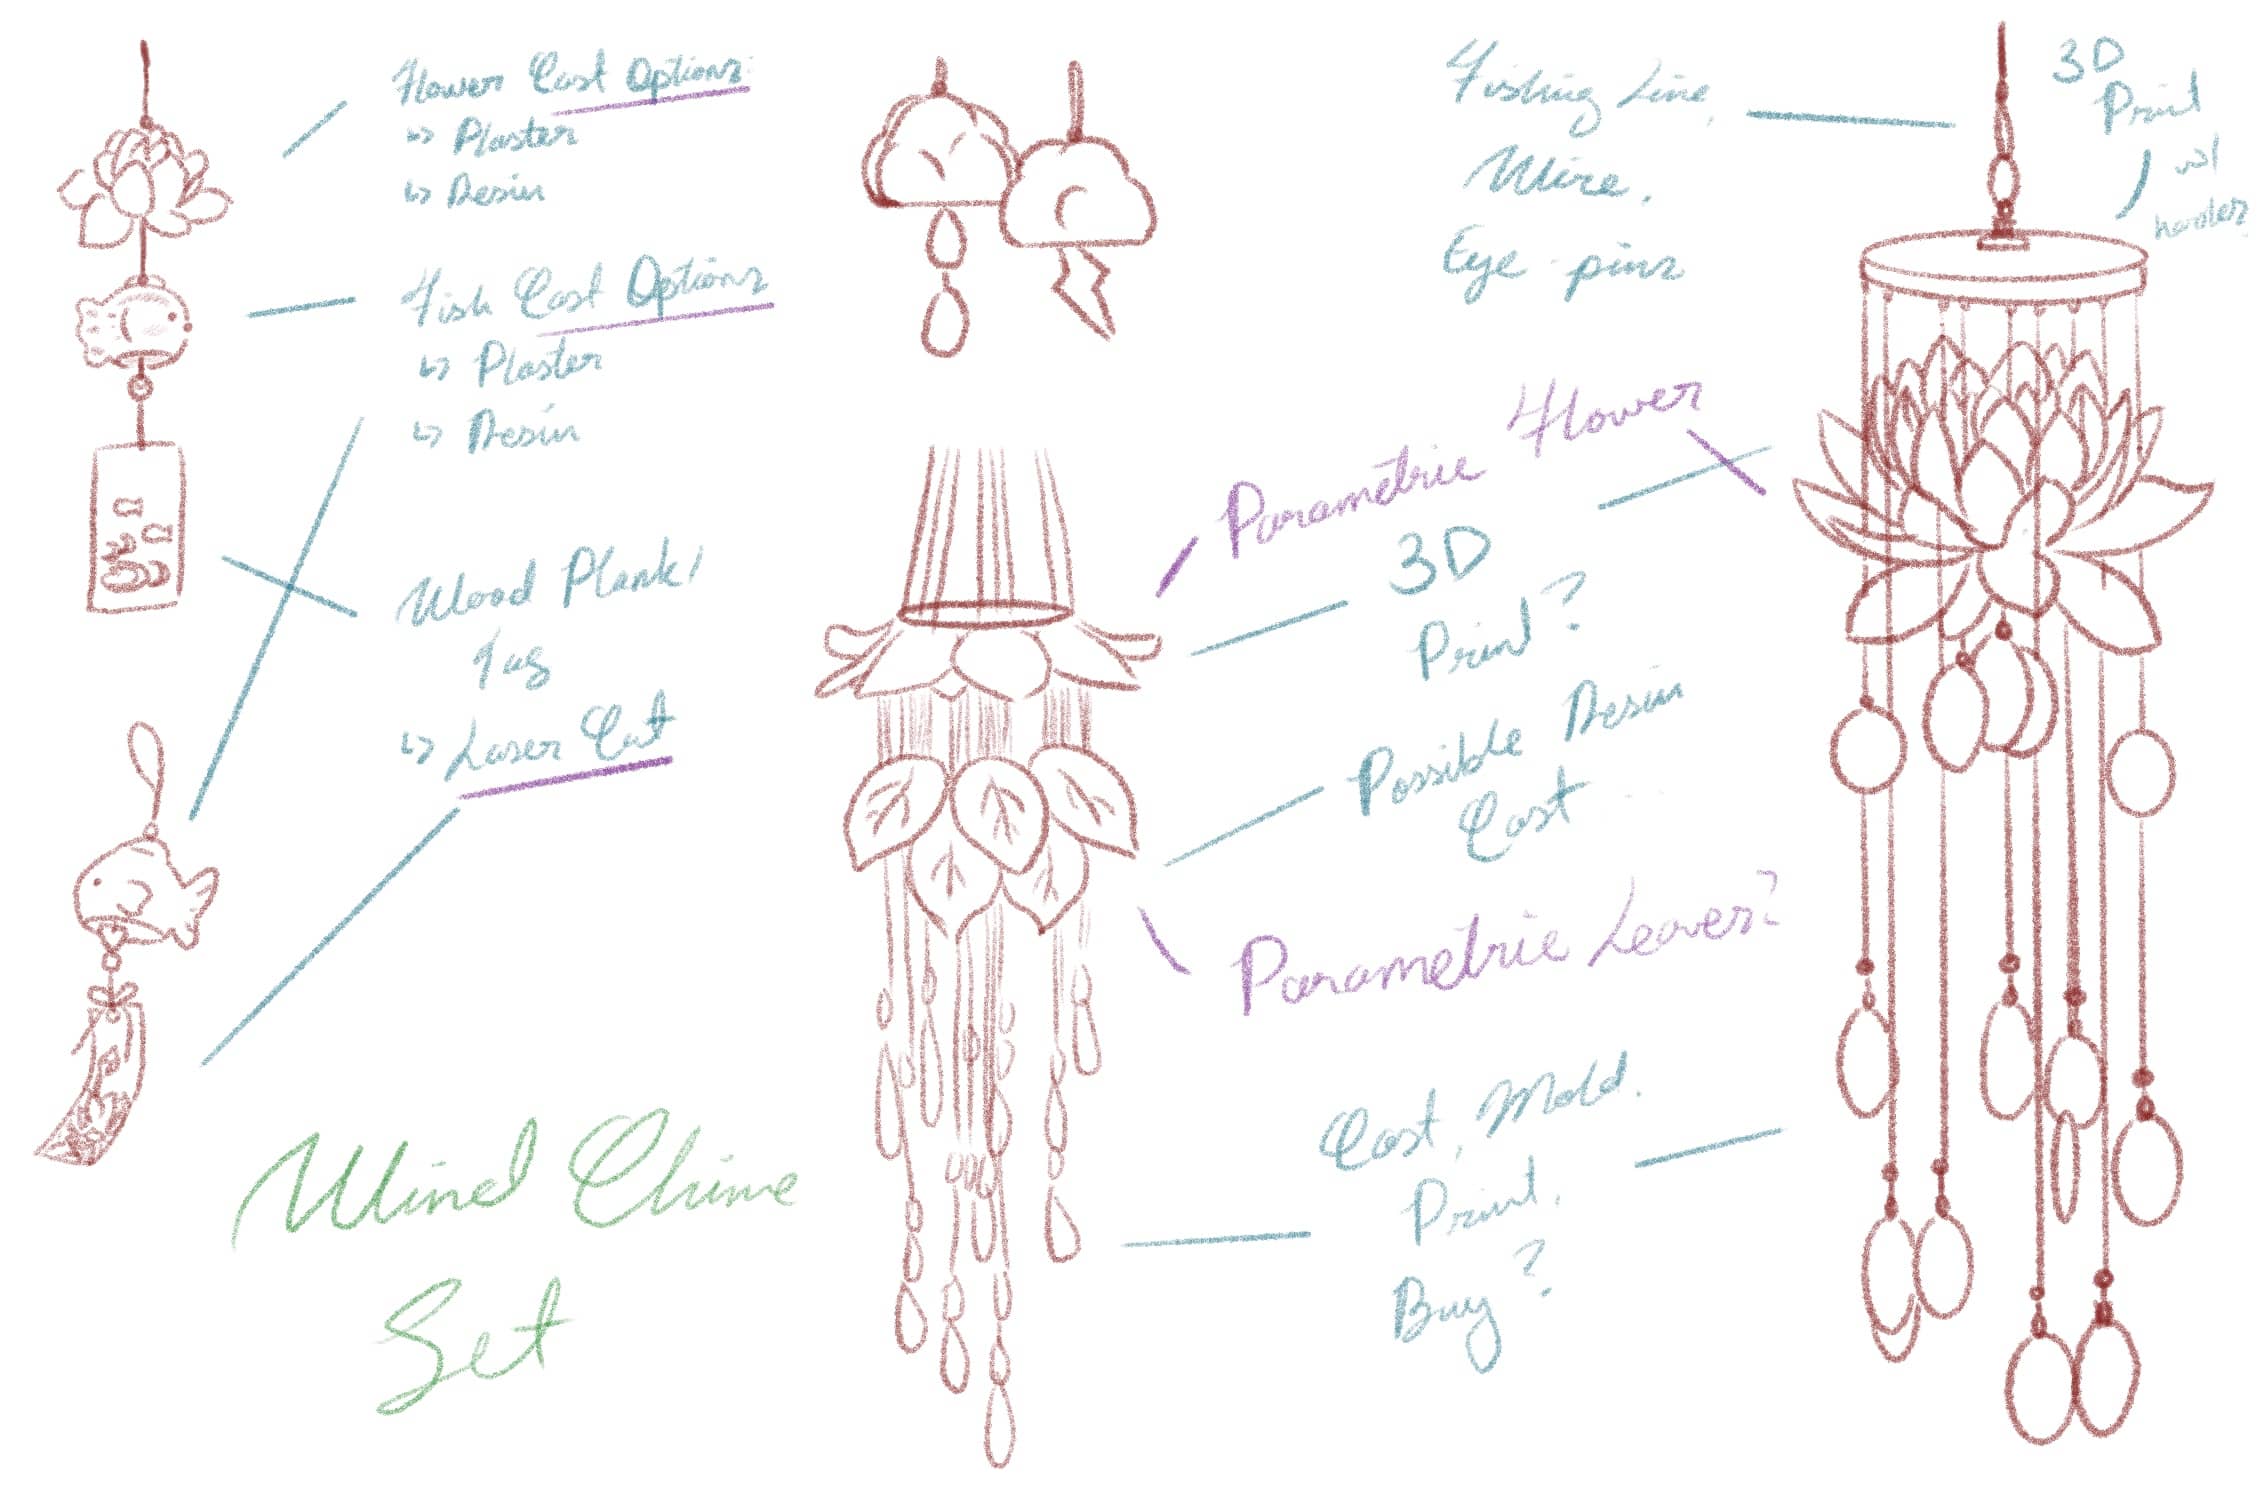 Flower Cast Options:
↳ Plaster
↳ Resin
Fish Cast Options
↳ Plaster
↳ Resin
Wood Plank/
Tag
↳ Laser Cut
Wind Chime
Set
Fishing Line,
Wire,
Eye pins
3D
Print
w/
Parametric Flower
3D
Print?
Possible Resin
Cast
Parametric Leaves?
Cast, Mold,
Print,
Buy?